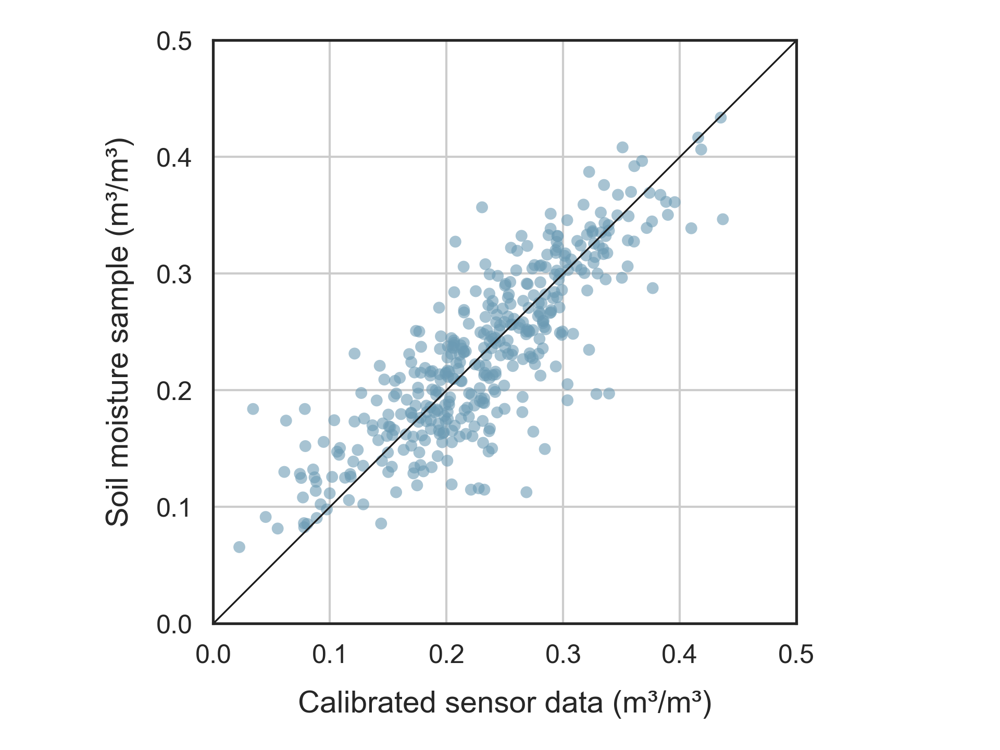 0.5
0.4
0.3
0.2
0.1
0.0
Soil moisture sample (m³/m³)
0.0 0.1 0.2 0.3 0.4 0.5
Calibrated sensor data (m³/m³)